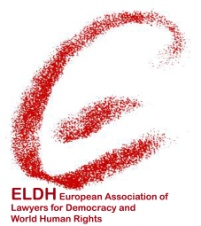 ELDH European Association of
Lawyers for Democracy and
World Human Rights